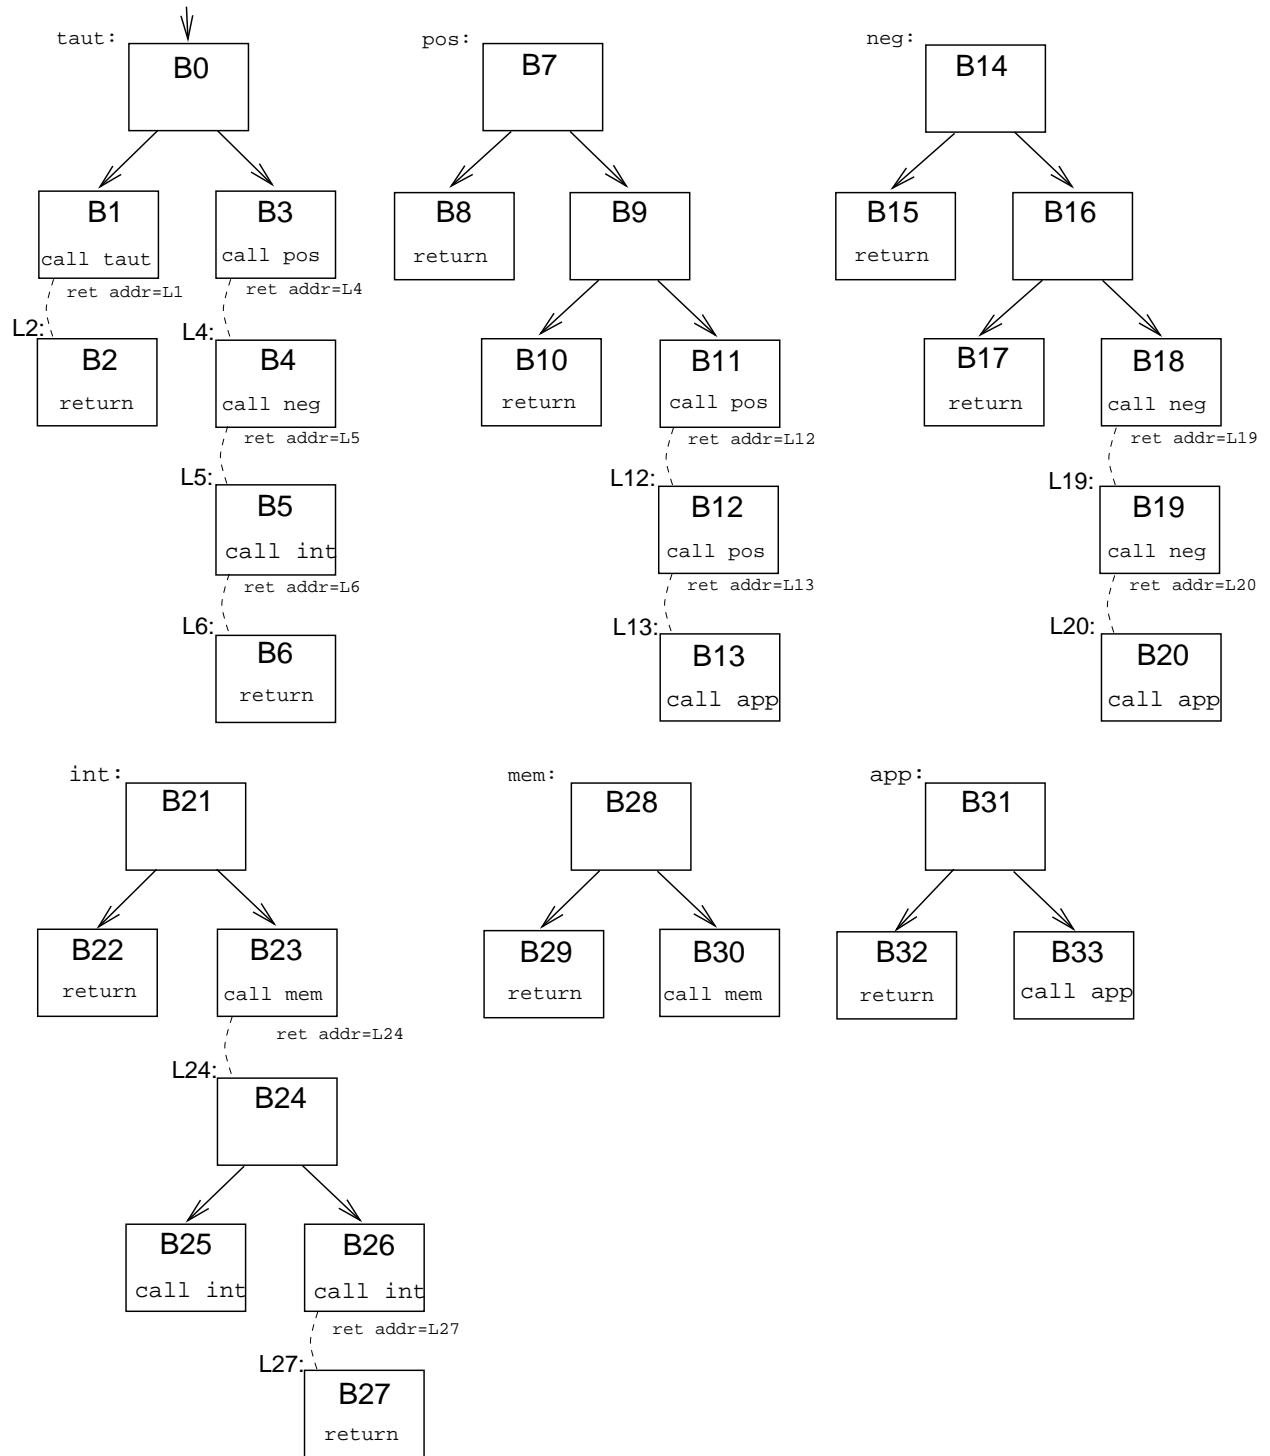 taut:
pos:
neg:
B0
B7
B14
B1
call taut
ret addr=L1
B3
call pos
ret addr=L4
B8
return
B9
B15
return
B16
L2:
B2
return
L4:
B4
call neg
ret addr=L5
B10
return
B11
call pos
ret addr=L12
B17
return
B18
call neg
ret addr=L19
L5:
B5
call int
ret addr=L6
L12:
B12
call pos
ret addr=L13
L19:
B19
call neg
ret addr=L20
L6:
B6
return
L13:
B13
call app
L20:
B20
call app
int:
mem:
app:
B21
B28
B31
B22
return
B23
call mem
ret addr=L24
B29
return
B30
call mem
B32
return
B33
call app
L24:
B24
B25
call int
B26
call int
ret addr=L27
L27:
B27
return